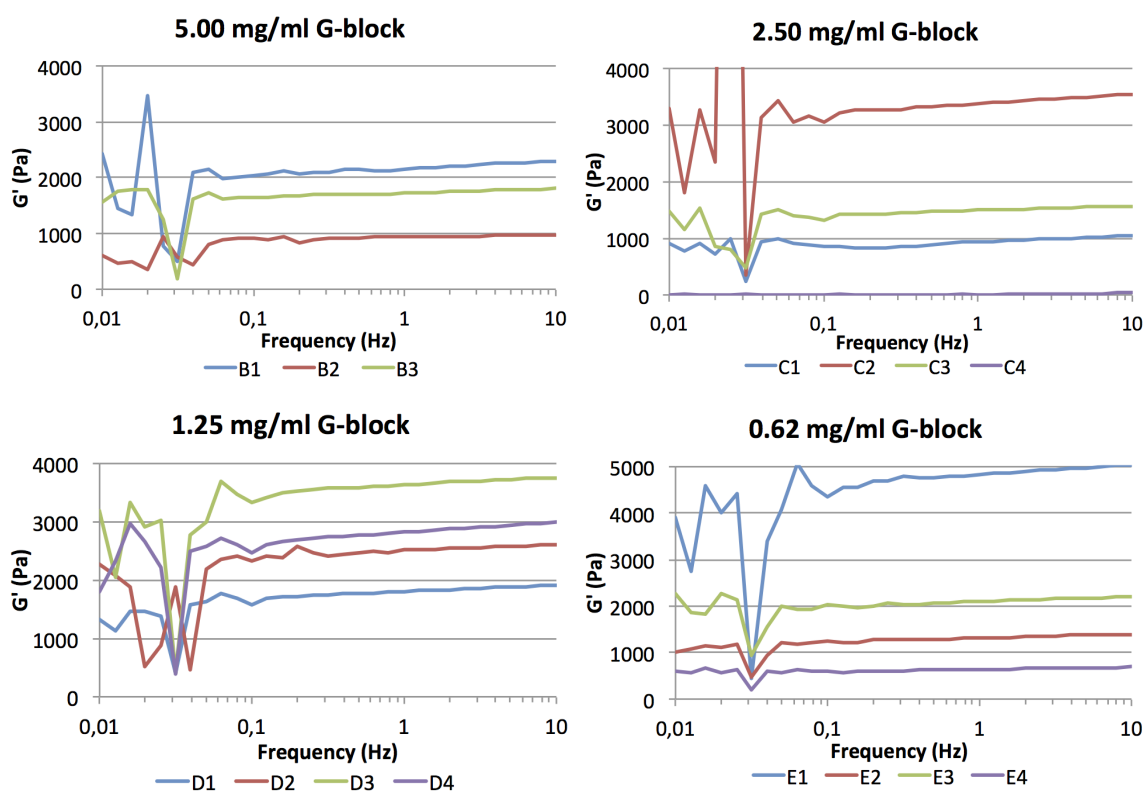 5.00 mg/ml G-block
4000
3000
2000
1000
0
G' (Pa)
0,01
0,1
1
10
Frequency (Hz)
B1
B2
B3
2.50 mg/ml G-block
4000
3000
2000
1000
0
G' (Pa)
0,01
0,1
1
10
Frequency (Hz)
C1
C2
C3
C4
1.25 mg/ml G-block
4000
3000
2000
1000
0
G' (Pa)
0,01
0,1
1
10
Frequency (Hz)
D1
D2
D3
D4
0.62 mg/ml G-block
5000
4000
3000
2000
1000
0
G' (Pa)
0,01
0,1
1
10
Frequency (Hz)
E1
E2
E3
E4